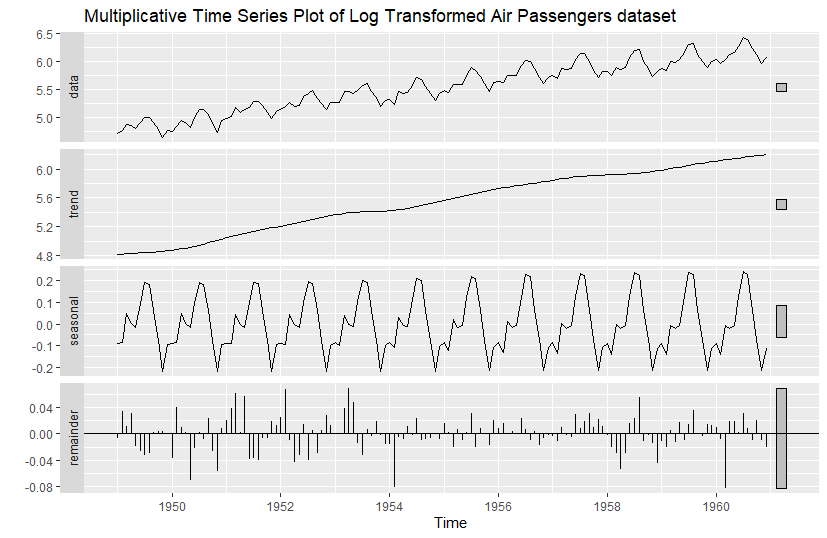 Multiplicative Time Series Plot of Log Transformed Air Passengers dataset
6.5
6.0
5.5
5.0
data
6.0
5.6
5.2
4.8
trend
0.2
0.1
0.0
-0.1
-0.2
seasonal
0.04
0.00
-0.04
-0.08
remainder
1950 1952 1954 1956 1958 1960
Time